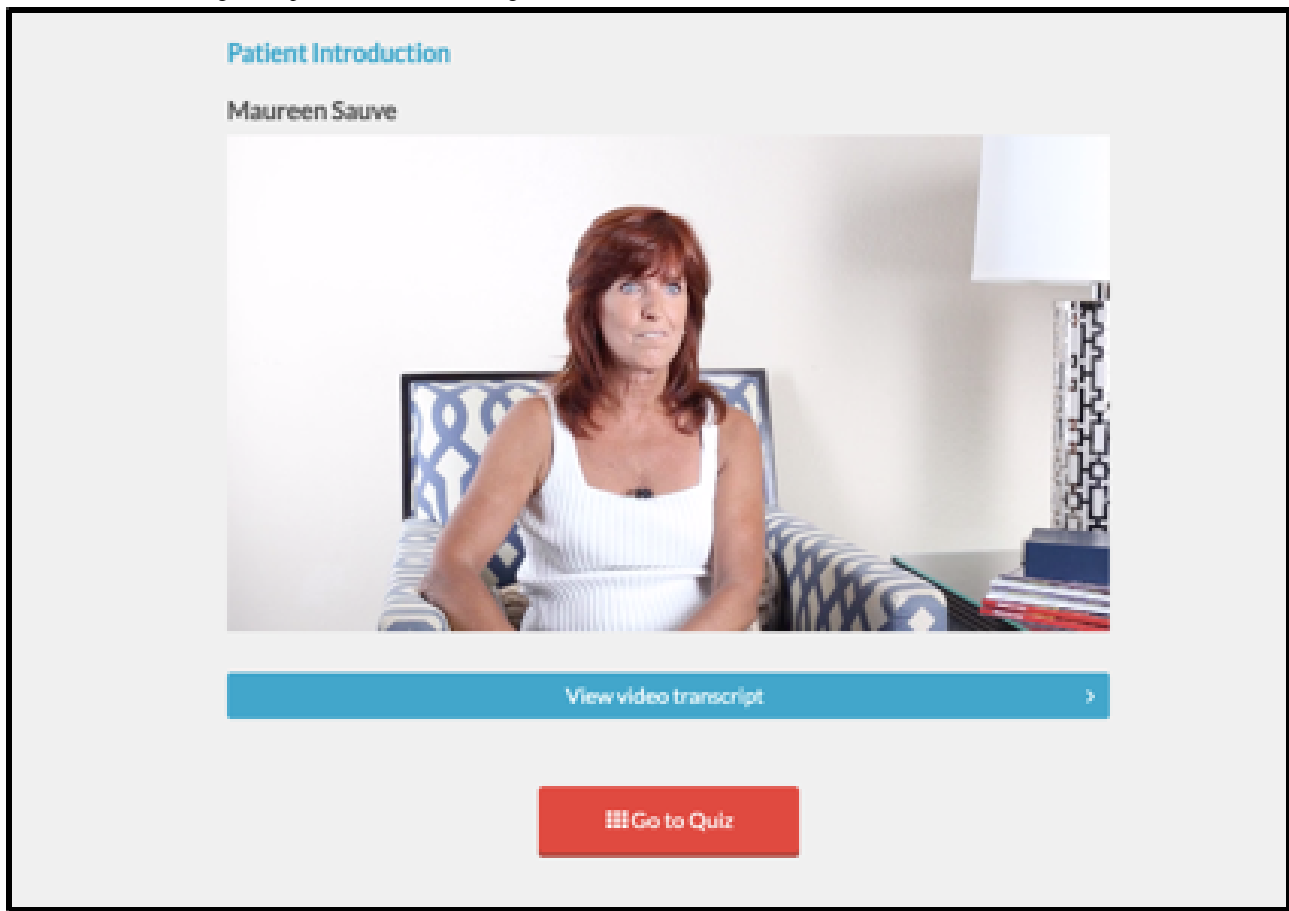 Patient Introduction
Maureen Sauve
View video transcript
Go to Quiz